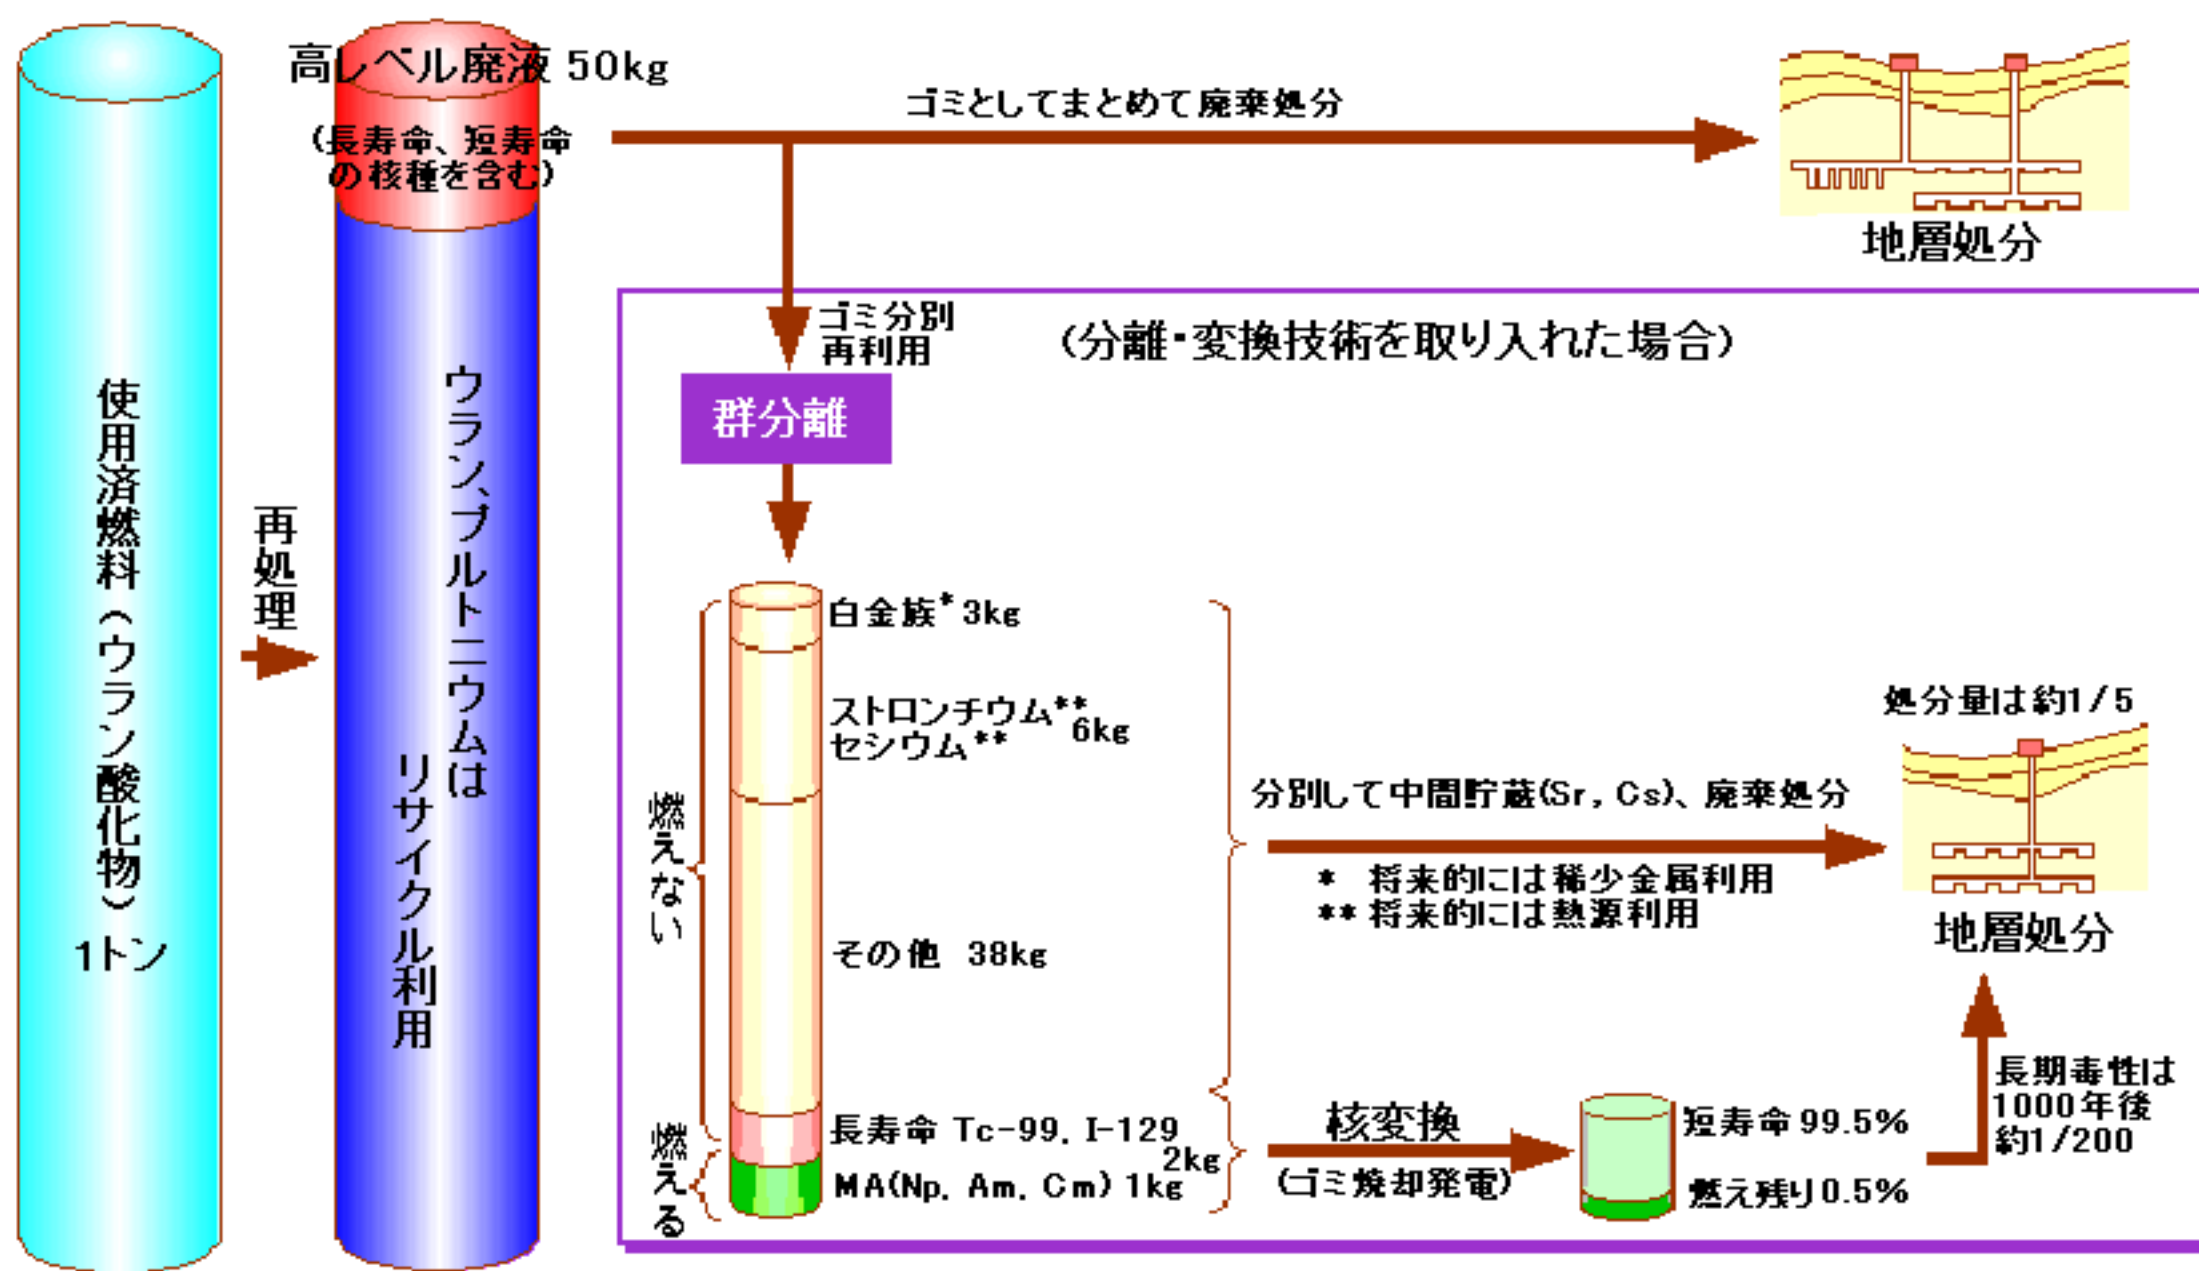 高レベル廃液 50kg
(長寿命、短寿命
の核種を含む)
使用済燃料(ウラン酸化物)
1トン
再処理
ウラン、プルトニウムは
リサイクル利用
ゴミとしてまとめて廃棄処分
地層処分
ゴミ分別
再利用
(分離・変換技術を取り入れた場合)
群分離
燃えない
白金族* 3kg
ストロンチウム**
セシウム**
6kg
その他 38kg
燃える
長寿命 Tc-99, I-129
2kg
MA(Np, Am, Cm) 1kg
分別して中間貯蔵(Sr, Cs)、廃棄処分
* 将来的には稀少金属利用
** 将来的には熱源利用
処分量は約1/5
地層処分
核変換
(ゴミ焼却発電)
短寿命 99.5%
燃え残り0.5%
長期毒性は
1000年後
約1/200